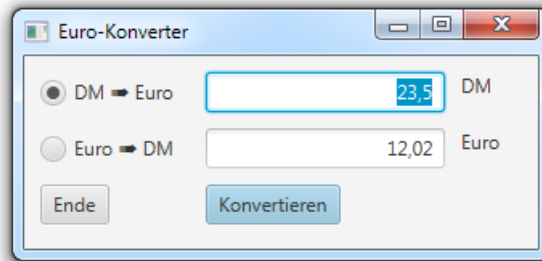 Euro-Konverter
DM ➡ Euro 23,5 DM
Euro ➡ DM 12,02 Euro
Ende Konvertieren